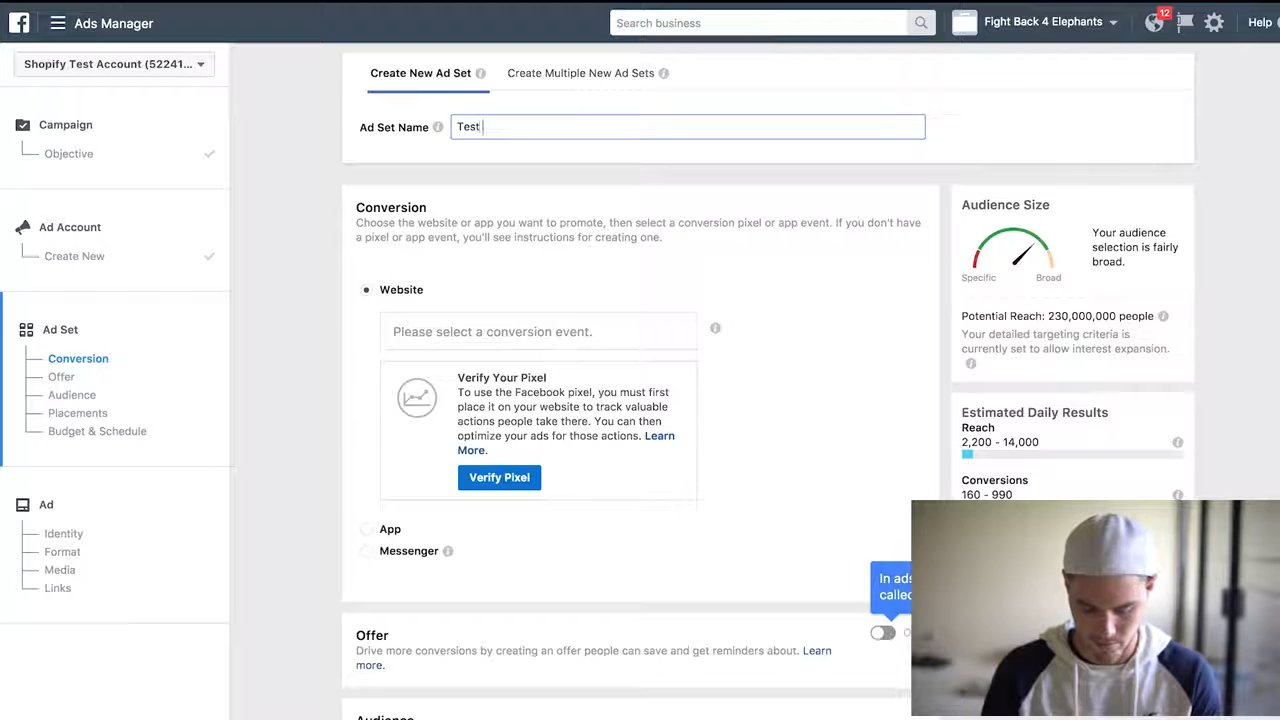 Ads Manager
Search business
Fight Back 4 Elephants
12
Help
Shopify Test Account (52241...
Campaign
Objective
Ad Account
Create New
Ad Set
Conversion
Offer
Audience
Placements
Budget & Schedule
Ad
Identity
Format
Media
Links
Create New Ad Set
Create Multiple New Ad Sets
Ad Set Name
Test
Conversion
Choose the website or app you want to promote, then select a conversion pixel or app event. If you don't have
a pixel or app event, you'll see instructions for creating one.
Website
Please select a conversion event.
Verify Your Pixel
To use the Facebook pixel, you must first
place it on your website to track valuable
actions people take there. You can then
optimize your ads for those actions. Learn
More.
Verify Pixel
App
Messenger
Offer
Drive more conversions by creating an offer people can save and get reminders about. Learn
more.
In ads
called
Audience
Audience Size
Your audience
selection is fairly
broad.
Specific
Broad
Potential Reach: 230,000,000 people
Your detailed targeting criteria is
currently set to allow interest expansion.
Estimated Daily Results
Reach
2,200 - 14,000
Conversions
160 - 990